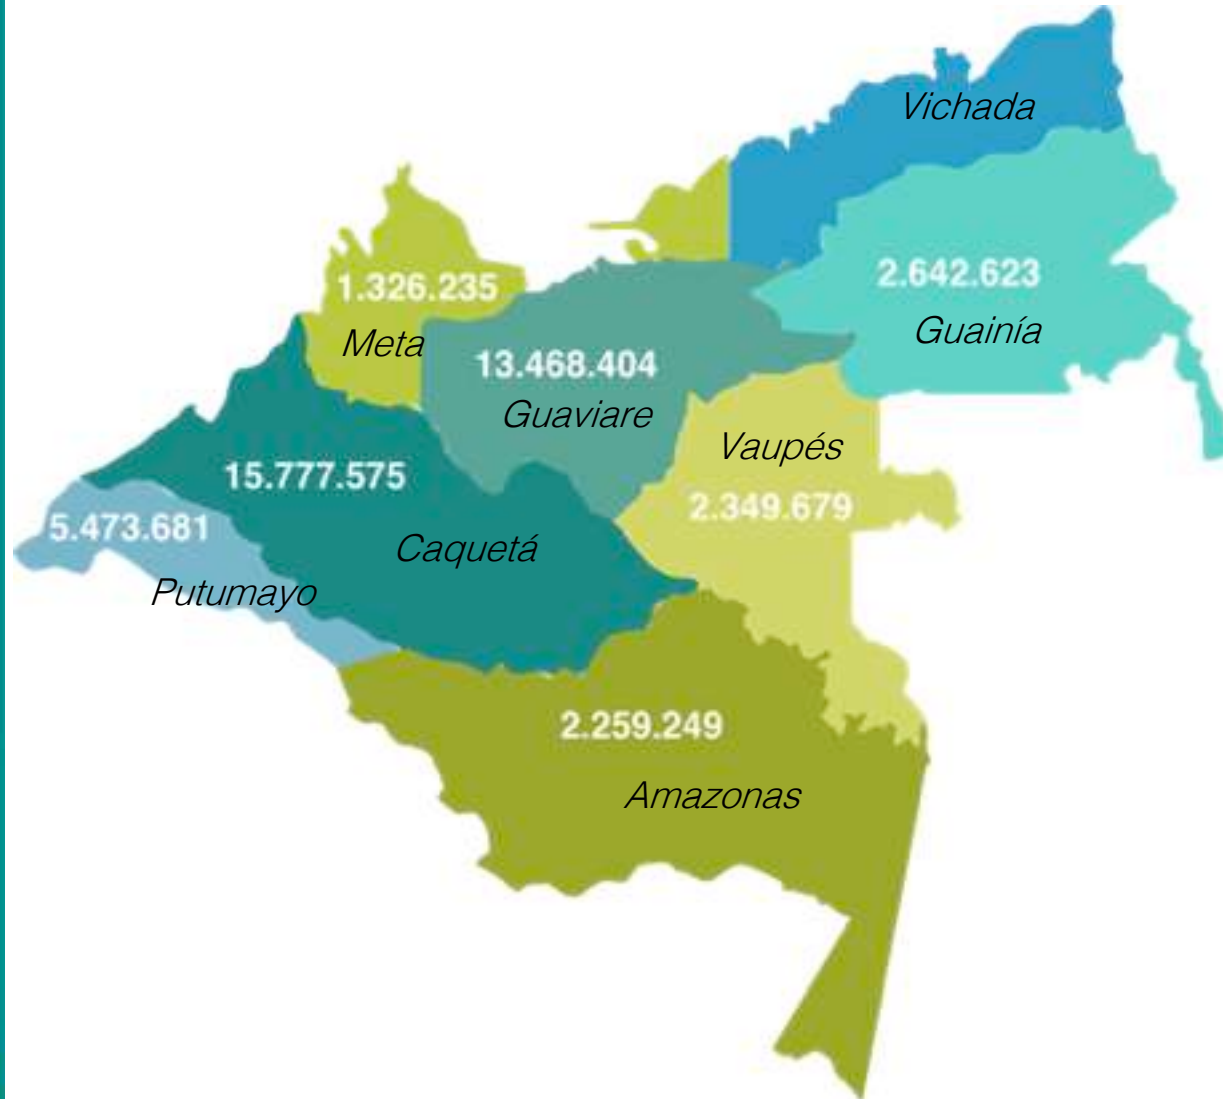 Vichada
1.326.235
Meta
2.642.623
Guainía
13.468.404
Guaviare
Vaupés
2.349.679
15.777.575
Caquetá
5.473.681
Putumayo
2.259.249
Amazonas